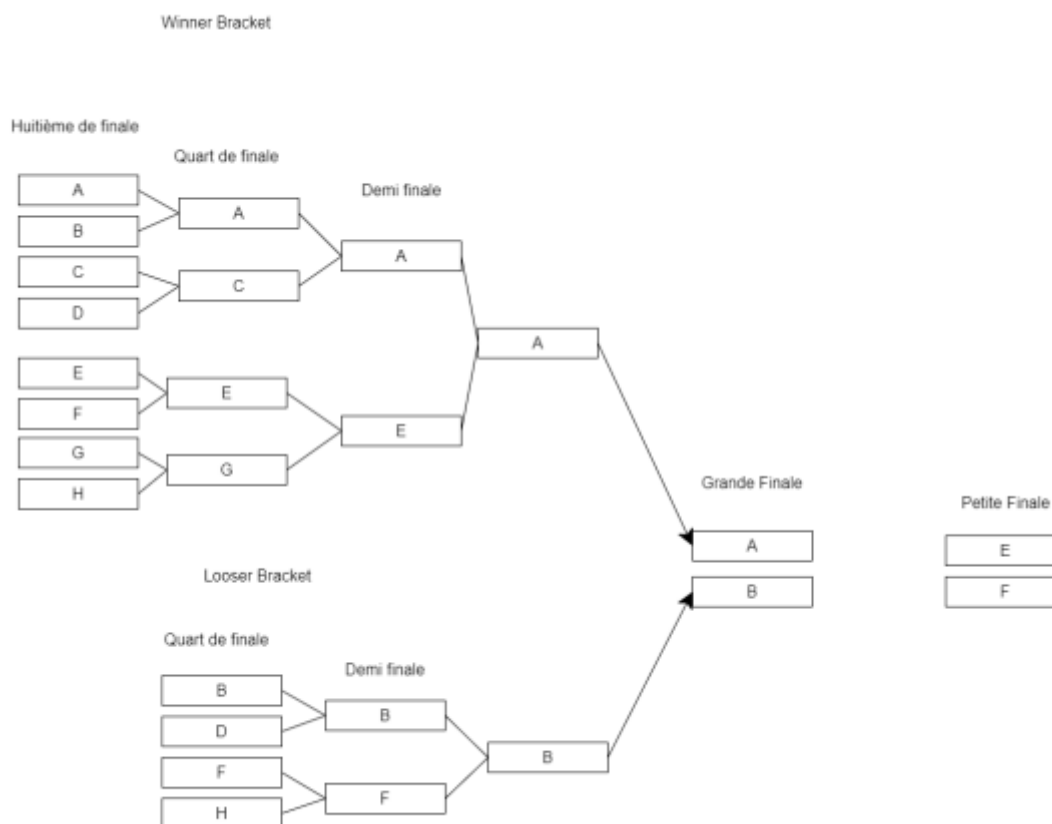 Winner Bracket
Huitième de finale
Quart de finale
Demi finale
A
B
C
D
E
F
G
H
A
C
E
G
A
E
A
Grande Finale
A
B
Petite Finale
E
F
Looser Bracket
Quart de finale
Demi finale
B
D
F
H
B
F
B